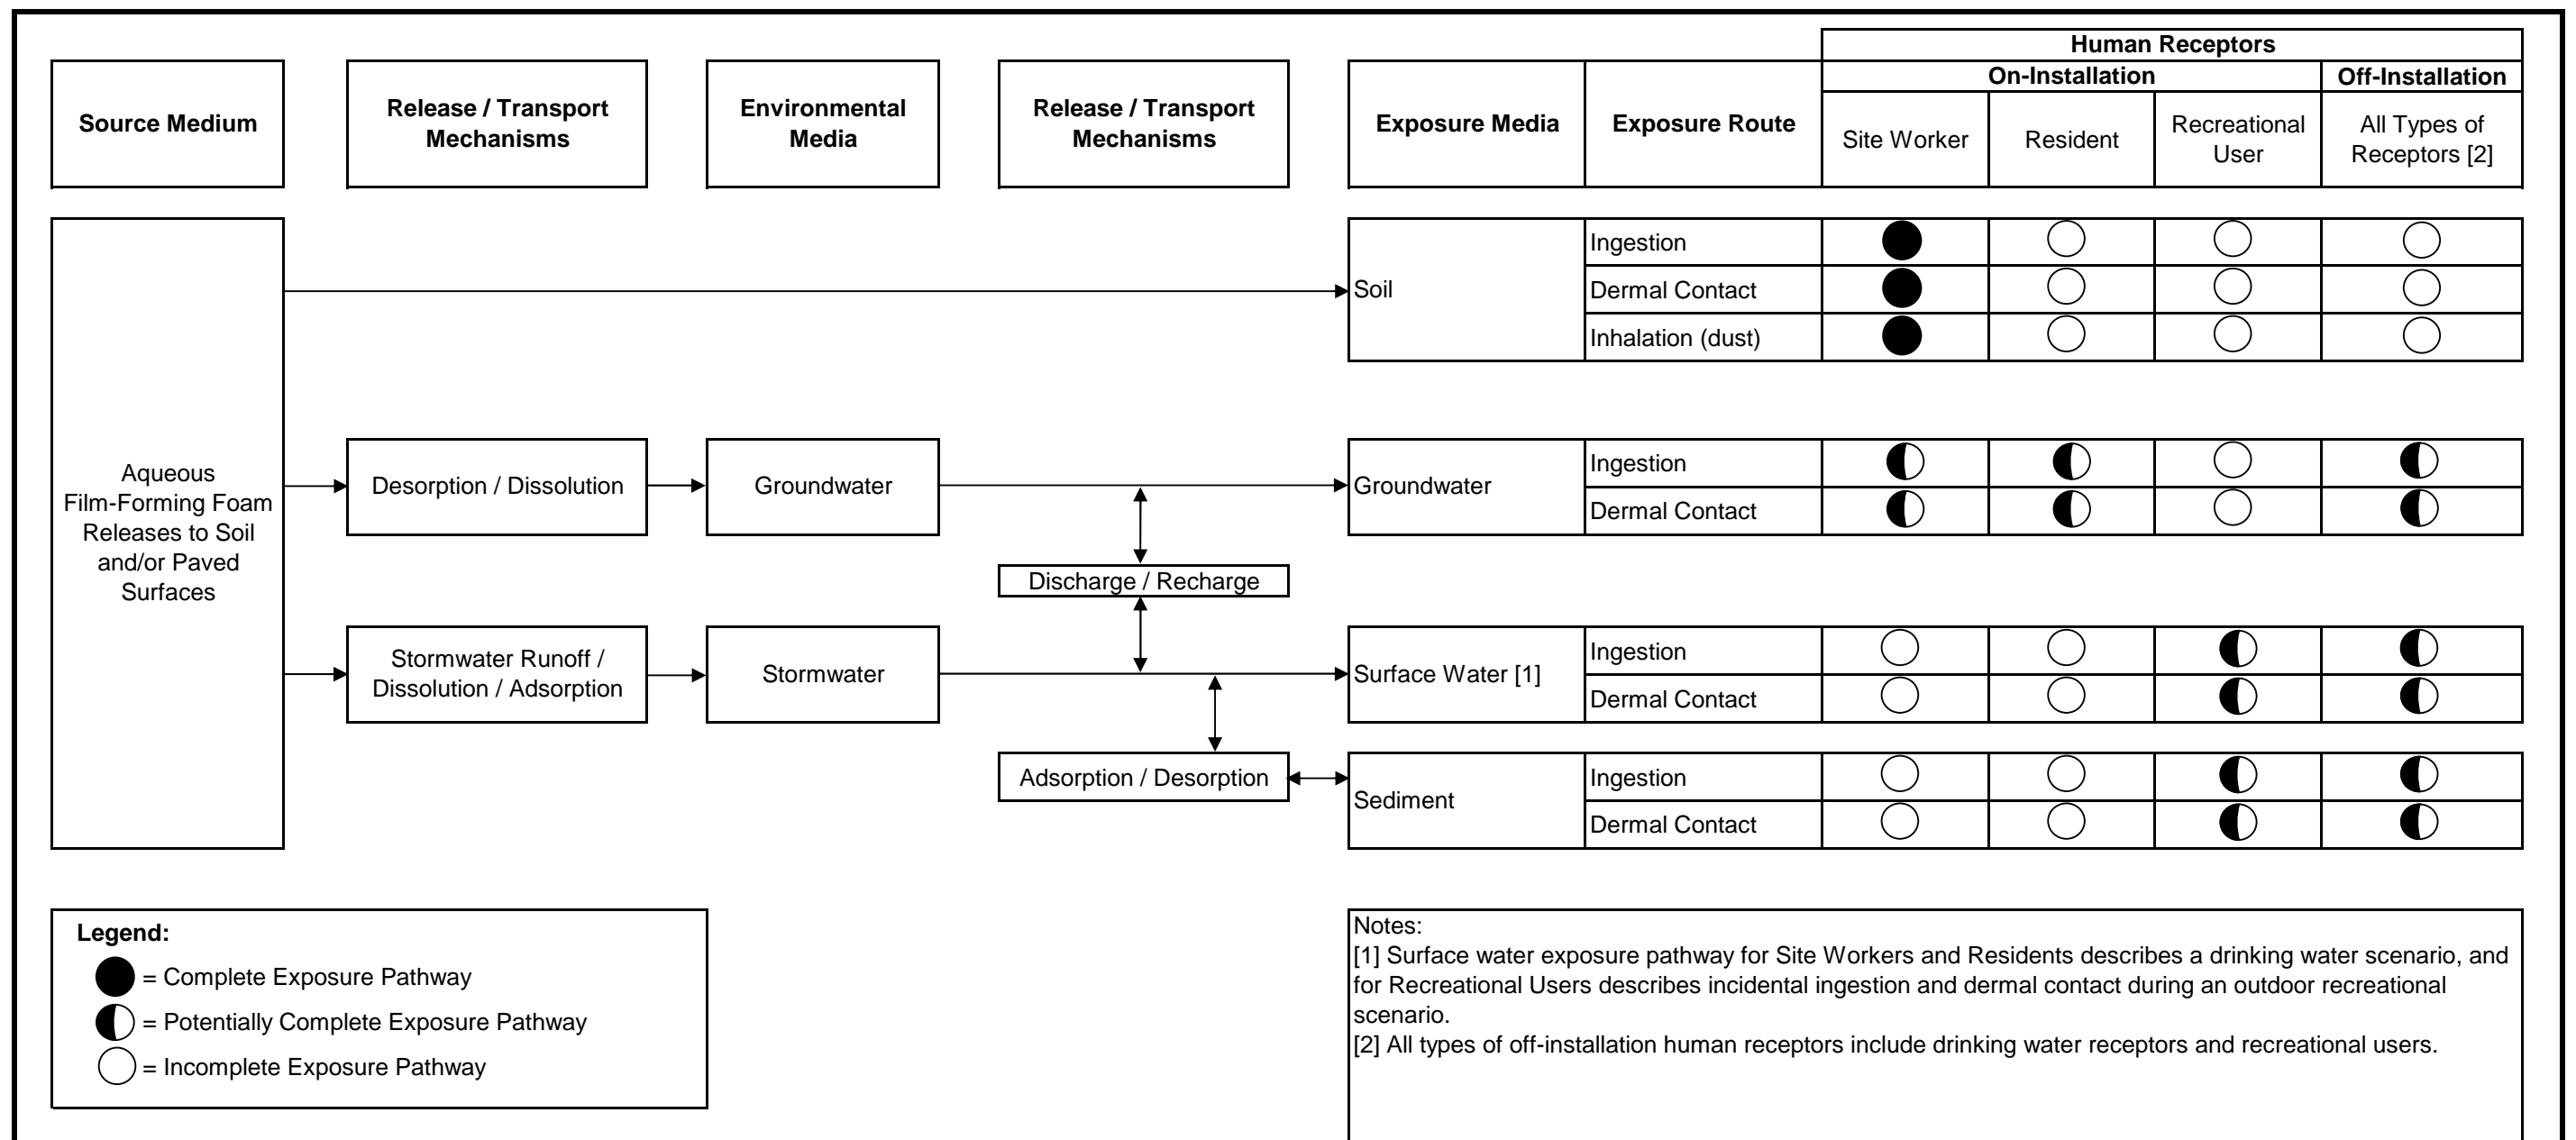 Human Receptors
On-Installation
Off-Installation
Source Medium
Release / Transport
Mechanisms
Environmental
Media
Release / Transport
Mechanisms
Exposure Media
Exposure Route
Site Worker
Resident
Recreational
User
All Types of
Receptors [2]
Aqueous
Film-Forming Foam
Releases to Soil
and/or Paved
Surfaces
Soil
Ingestion
Dermal Contact
Inhalation (dust)
Desorption / Dissolution
Groundwater
Groundwater
Ingestion
Dermal Contact
Discharge / Recharge
Stormwater Runoff /
Dissolution / Adsorption
Stormwater
Surface Water [1]
Ingestion
Dermal Contact
Adsorption / Desorption
Sediment
Ingestion
Dermal Contact
Legend:
= Complete Exposure Pathway
= Potentially Complete Exposure Pathway
= Incomplete Exposure Pathway
Notes:
[1] Surface water exposure pathway for Site Workers and Residents describes a drinking water scenario, and
for Recreational Users describes incidental ingestion and dermal contact during an outdoor recreational
scenario.
[2] All types of off-installation human receptors include drinking water receptors and recreational users.